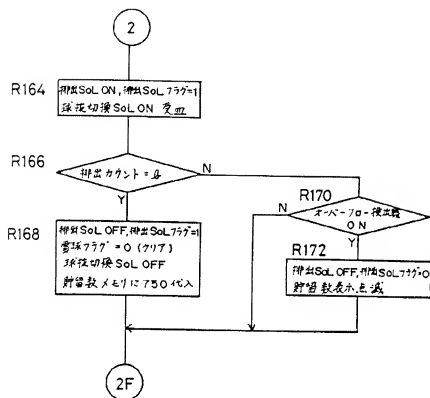 2
R164
排出SoL ON, 排出SoLフラグ=1
球抜切換SoL ON 受皿
R166
排出カウント=
N
Y
R170
オーバーフロー検出器
ON
N
Y
R168
排出SoL OFF, 排出SoLフラグ=1
フラグ=0 (クリア)
球抜切換SoL OFF
貯留数メモリに750代入
R172
排出SoL OFF, 排出SoLフラグ=0
貯留数表示点滅
2F